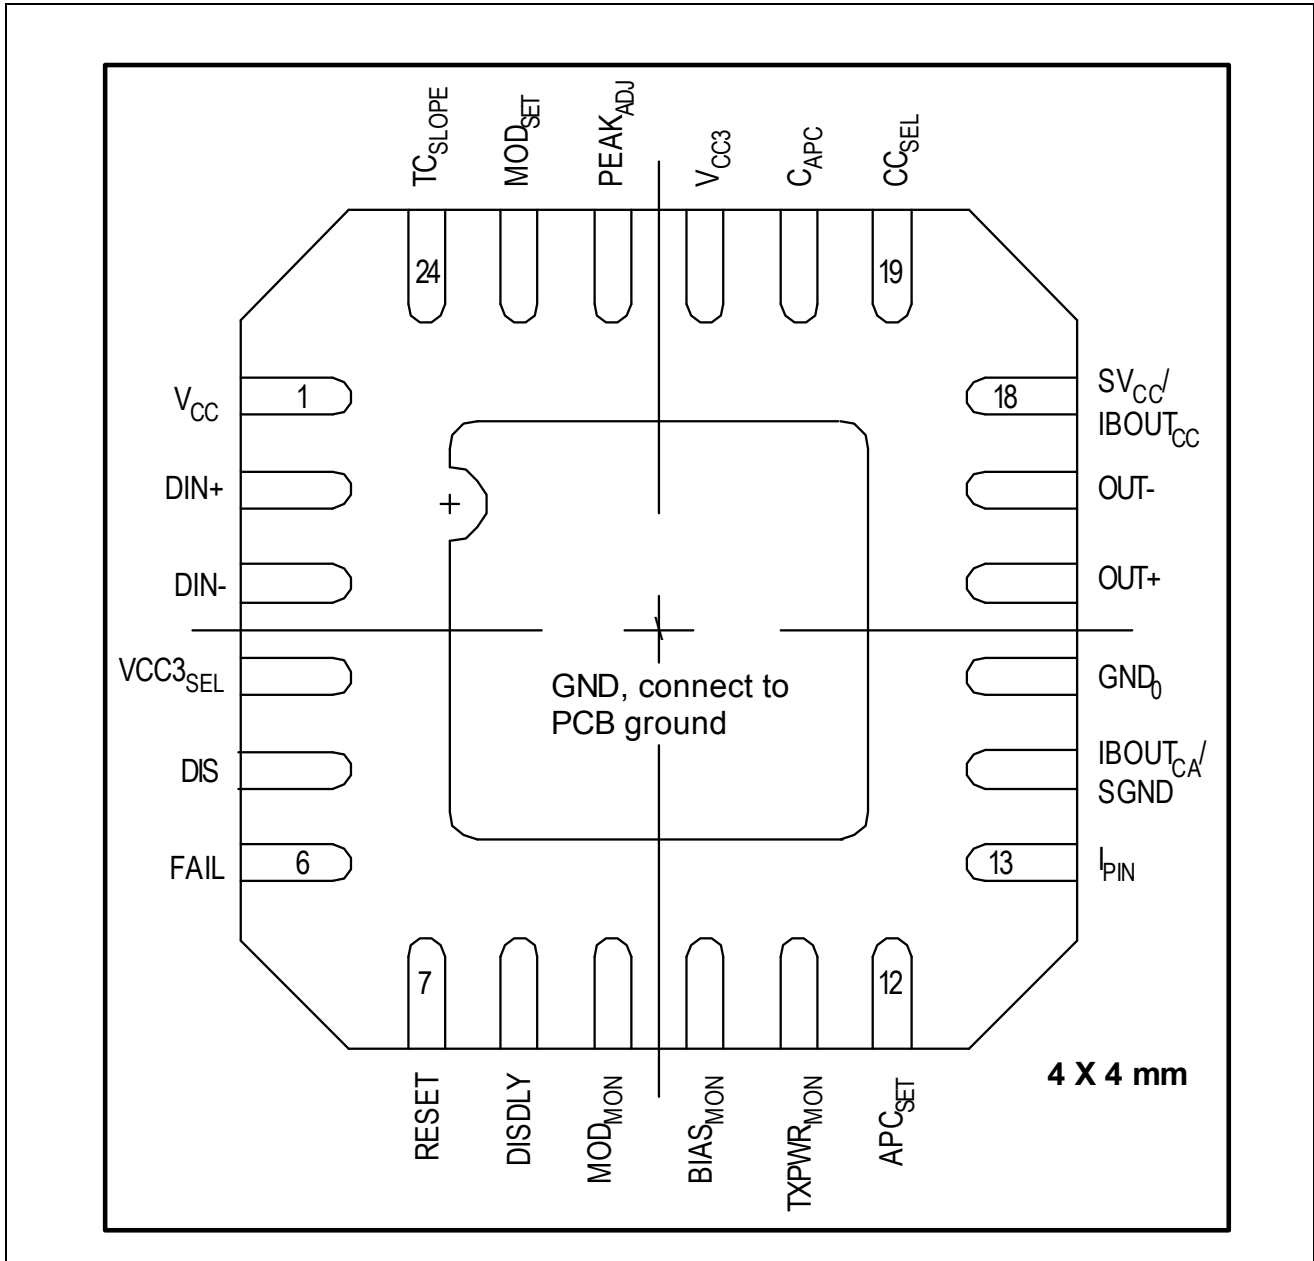 TC_SLOPE
MOD_SET
PEAK_ADJ
V_CC3
C_APC
CC_SEL
24
19
V_CC
1
18
SV_CC/
IBOUT_CC
DIN+
OUT-
DIN-
OUT+
VCC3_SEL
GND_0
GND, connect to
PCB ground
DIS
IBOUT_CA/
SGND
FAIL
6
13
I_PIN
7
12
RESET
DISDLY
MOD_MON
BIAS_MON
TXPWR_MON
APC_SET
4 X 4 mm